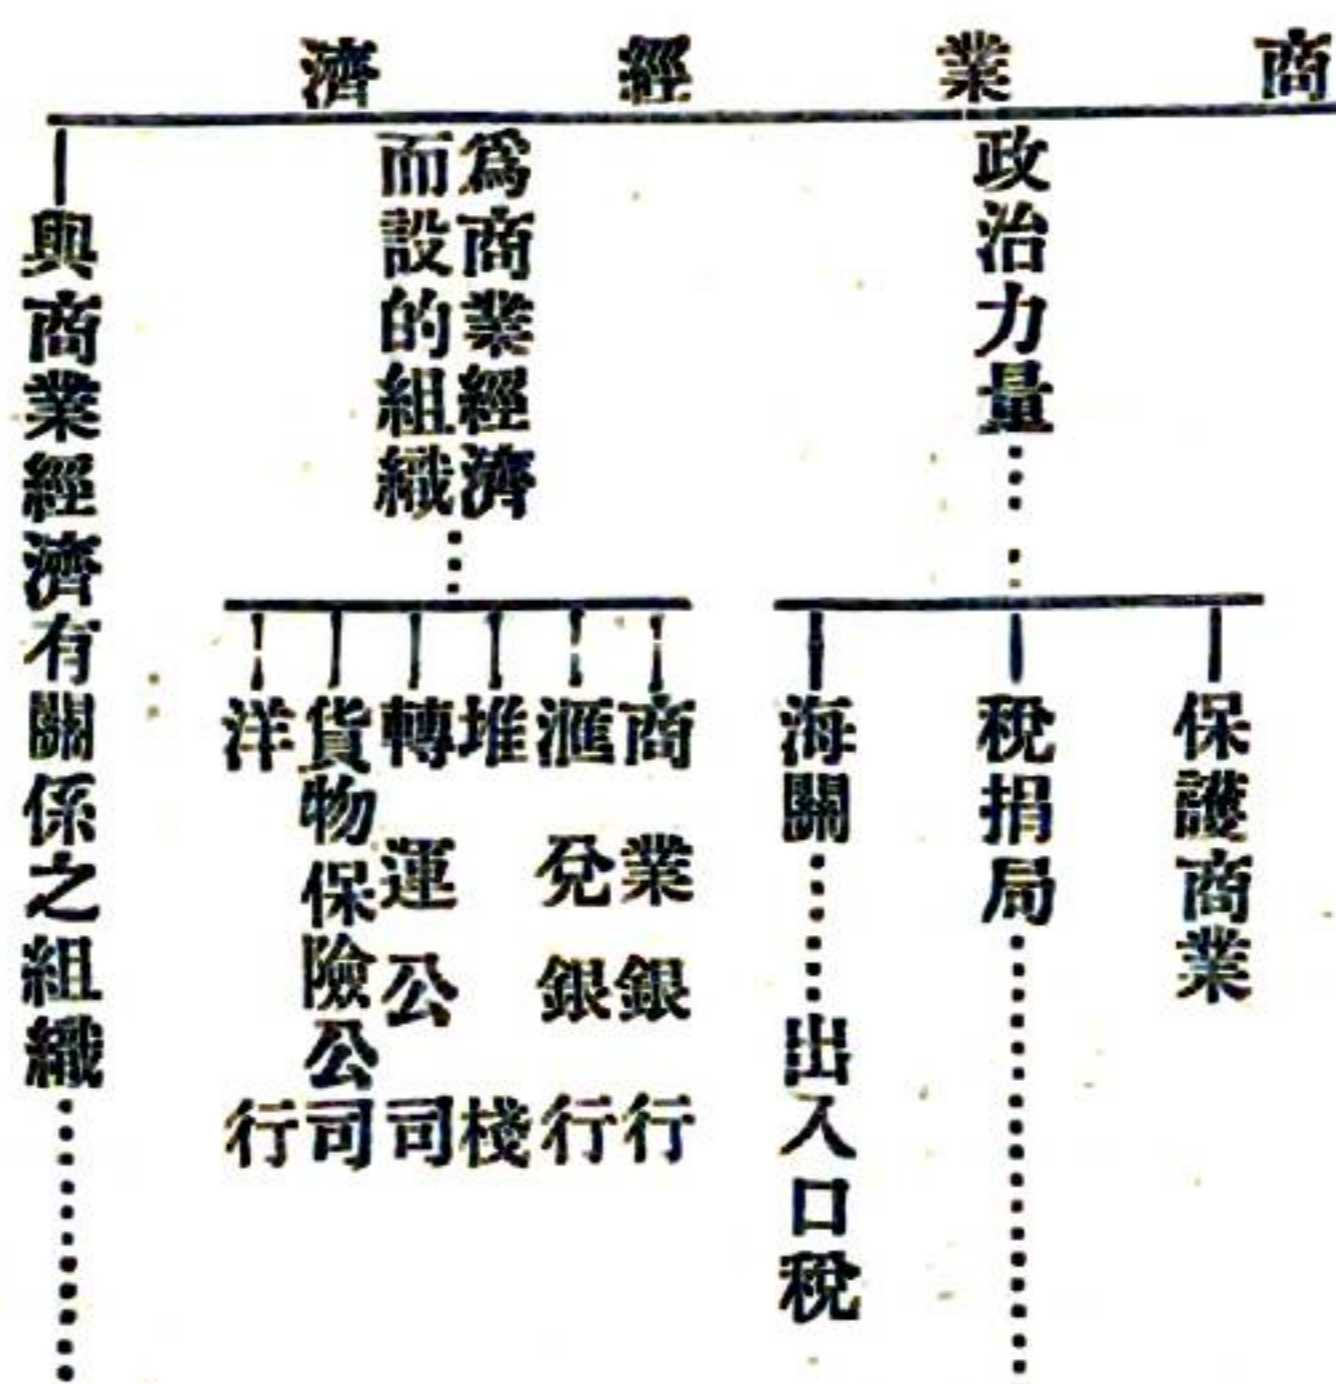 商業經濟
政治力量
保護商業
稅捐局
海關
出入口稅
爲商業經濟
而設的組織
商業銀行
滙兌銀行
堆棧
轉運公司
貨物保險公司
洋行
與商業經濟有關係之組織